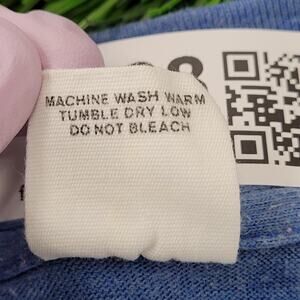 MACHINE WASH WARM
TUMBLE DRY LOW
DO NOT BLEACH